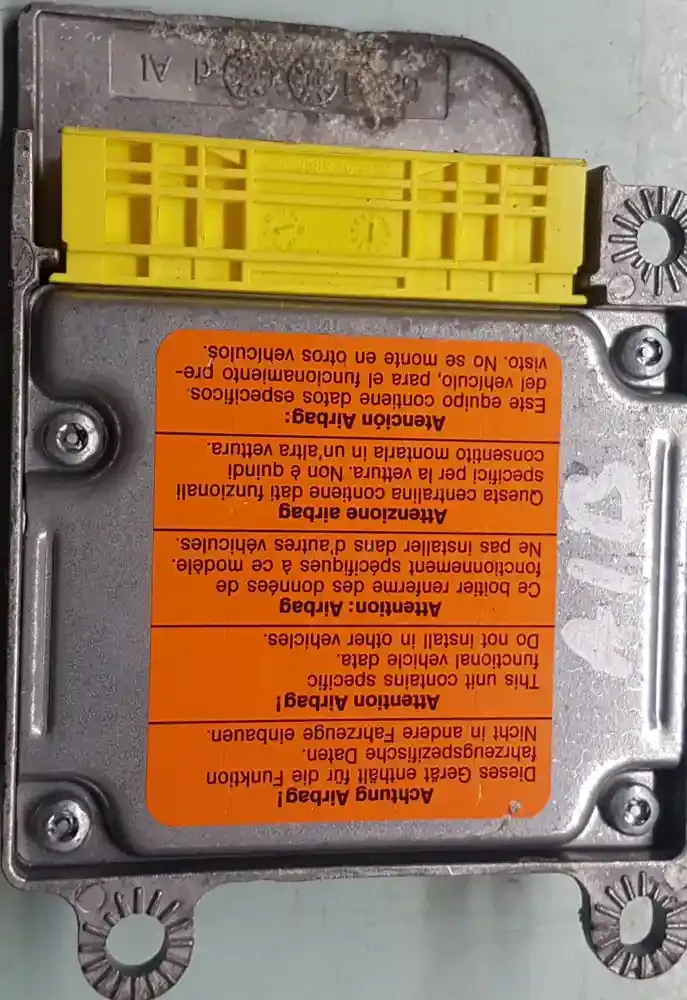 Achtung Airbag!
Dieses Gerät enthält für die Funktion
fahrzeugspezifische Daten.
Nicht in andere Fahrzeuge einbauen.
Attention Airbag!
This unit contains specific
functional vehicle data.
Do not install in other vehicles.
Attention: Airbag
Ce boitier renferme des données de
fonctionnement spécifiques à ce modèle.
Ne pas installer dans d'autres véhicules.
Attenzione airbag
Questa centralina contiene dati funzionali
specifici per la vettura. Non è quindi
consentito montarla in un'altra vettura.
Atención Airbag:
Este equipo contiene datos específicos
del vehículo, para el funcionamiento pre-
visto. No se monte en otros vehículos.
AIB